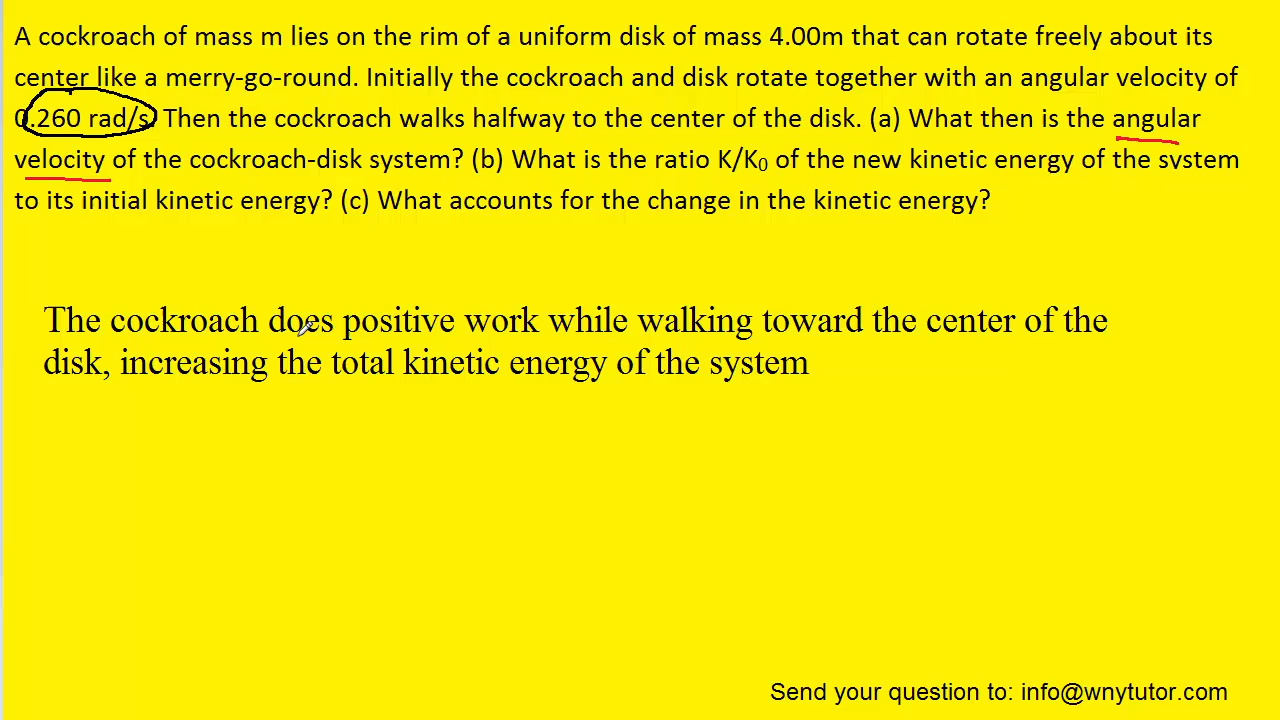 A cockroach of mass m lies on the rim of a uniform disk of mass 4.00m that can rotate freely about its
center like a merry-go-round. Initially the cockroach and disk rotate together with an angular velocity of
0.260 rad/s. Then the cockroach walks halfway to the center of the disk. (a) What then is the angular
velocity of the cockroach-disk system? (b) What is the ratio K/K₀ of the new kinetic energy of the system
to its initial kinetic energy? (c) What accounts for the change in the kinetic energy?
The cockroach does positive work while walking toward the center of the
disk, increasing the total kinetic energy of the system
Send your question to: info@wnytutor.com